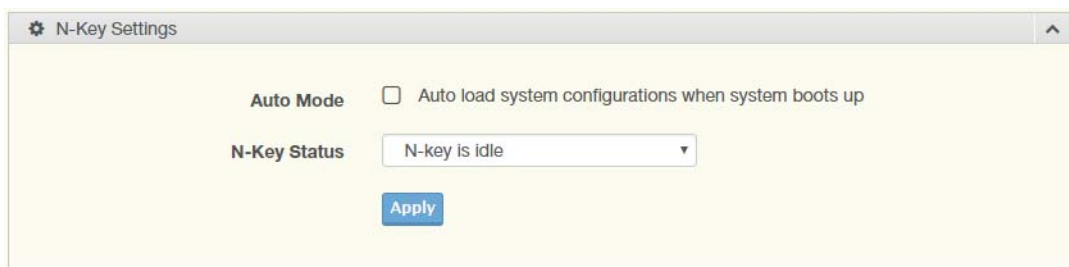 N-Key Settings
Auto Mode Auto load system configurations when system boots up
N-Key Status N-key is idle
Apply